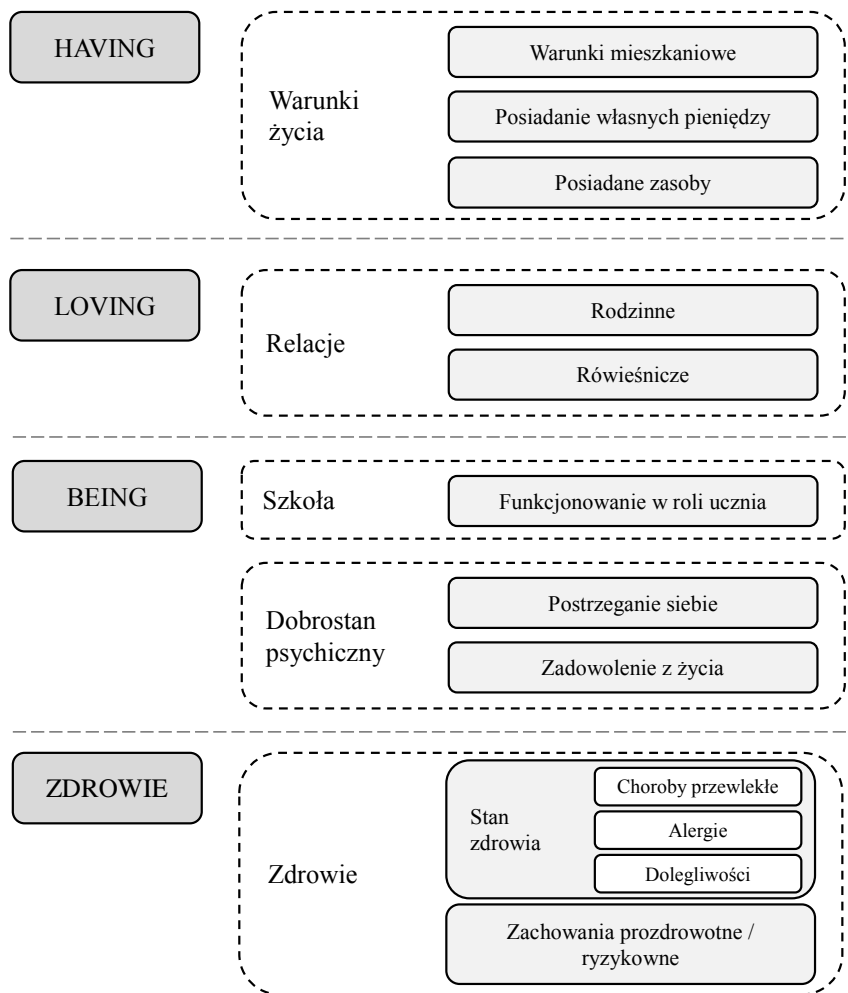 HAVING
Warunki
życia
Warunki mieszkaniowe
Posiadanie własnych pieniędzy
Posiadane zasoby
LOVING
Relacje
Rodzinne
Rówieśnicze
BEING
Szkoła
Funkcjonowanie w roli ucznia
Dobrostan
psychiczny
Postrzeganie siebie
Zadowolenie z życia
ZDROWIE
Zdrowie
Stan
zdrowia
Choroby przewlekłe
Alergie
Dolegliwości
Zachowania prozdrowotne /
ryzykowne